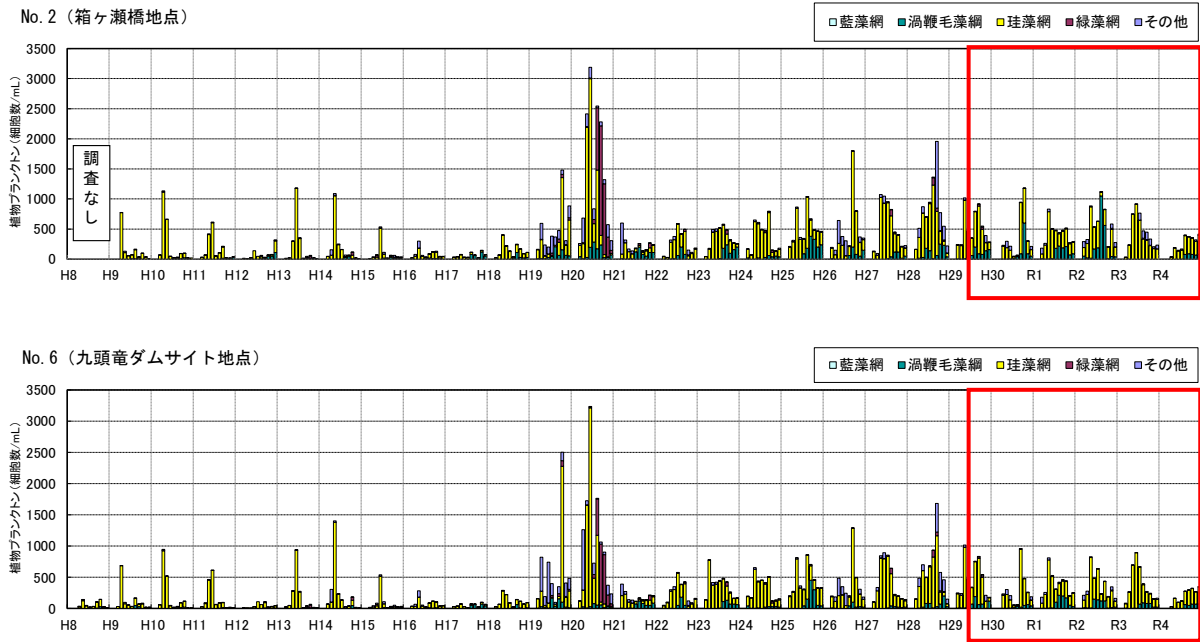 No.2（箱ヶ瀬橋地点）
□藍藻網 ■渦鞭毛藻綱 □珪藻網 ■緑藻網 □その他
植物プランクトン(細胞数/mL)
3500
3000
2500
2000
1500
1000
500
0
調査なし
H8 H9 H10 H11 H12 H13 H14 H15 H16 H17 H18 H19 H20 H21 H22 H23 H24 H25 H26 H27 H28 H29 H30 R1 R2 R3 R4
No.6（九頭竜ダムサイト地点）
□藍藻網 ■渦鞭毛藻綱 □珪藻網 ■緑藻網 □その他
植物プランクトン(細胞数/mL)
3500
3000
2500
2000
1500
1000
500
0
H8 H9 H10 H11 H12 H13 H14 H15 H16 H17 H18 H19 H20 H21 H22 H23 H24 H25 H26 H27 H28 H29 H30 R1 R2 R3 R4